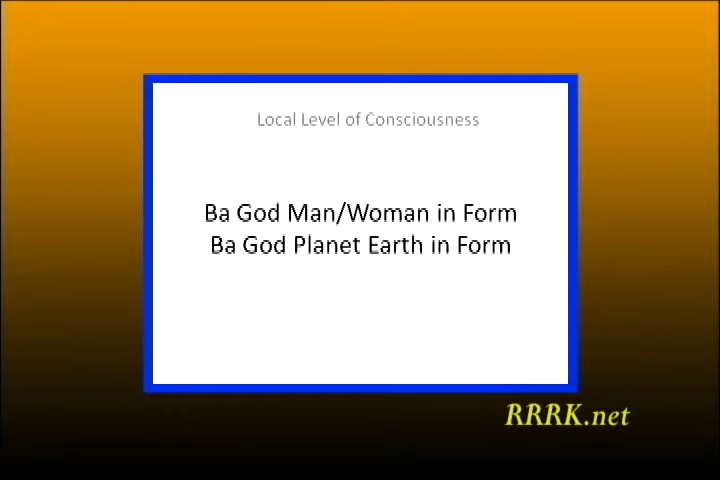 Local Level of Consciousness
Ba God Man/Woman in Form
Ba God Planet Earth in Form
RRRK.net